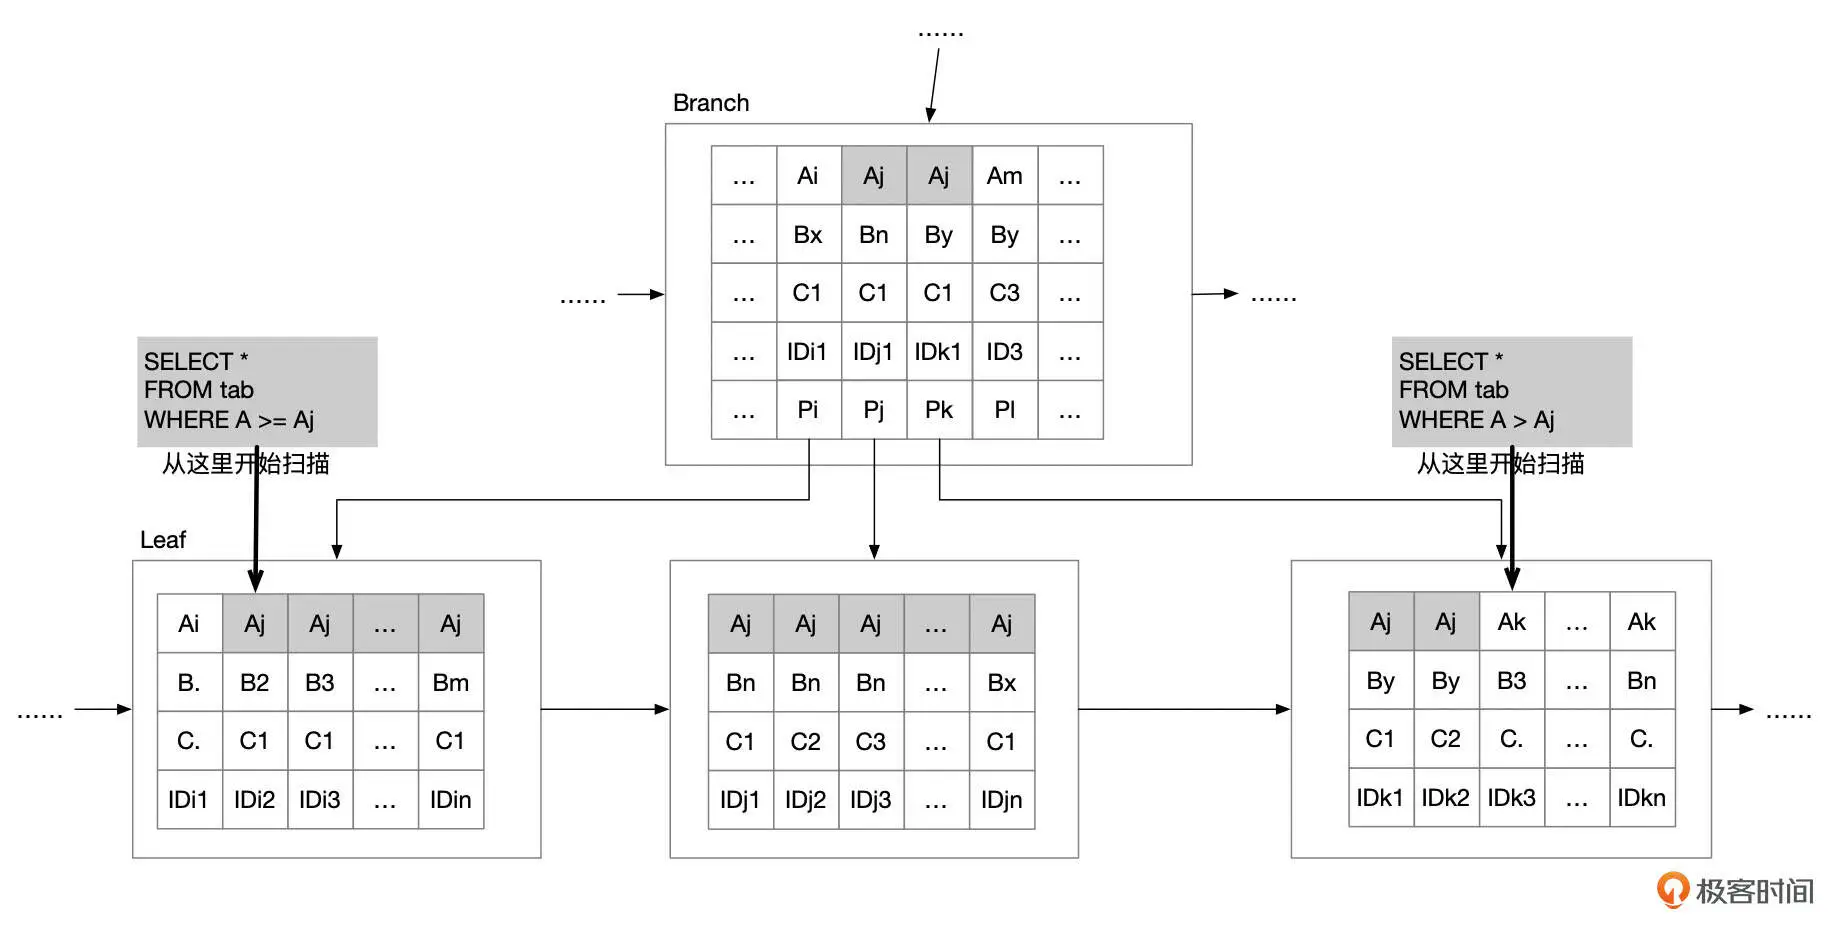 ......
Branch
... Ai Aj Aj Am ...
... Bx Bn By By ...
... C1 C1 C1 C3 ...
... IDi1 IDj1 IDk1 ID3 ...
... Pi Pj Pk Pl ...
......
......
SELECT *
FROM tab
WHERE A >= Aj
从这里开始扫描
SELECT *
FROM tab
WHERE A > Aj
从这里开始扫描
Leaf
......
Ai Aj Aj ... Aj
B. B2 B3 ... Bm
C. C1 C1 ... C1
IDi1 IDi2 IDi3 ... IDin
Aj Aj Aj ... Aj
Bn Bn Bn ... Bx
C1 C2 C3 ... C1
IDj1 IDj2 IDj3 ... IDjn
Aj Aj Ak ... Ak
By By B3 ... Bn
C1 C2 C. ... C.
IDk1 IDk2 IDk3 ... IDkn
......
极客时间